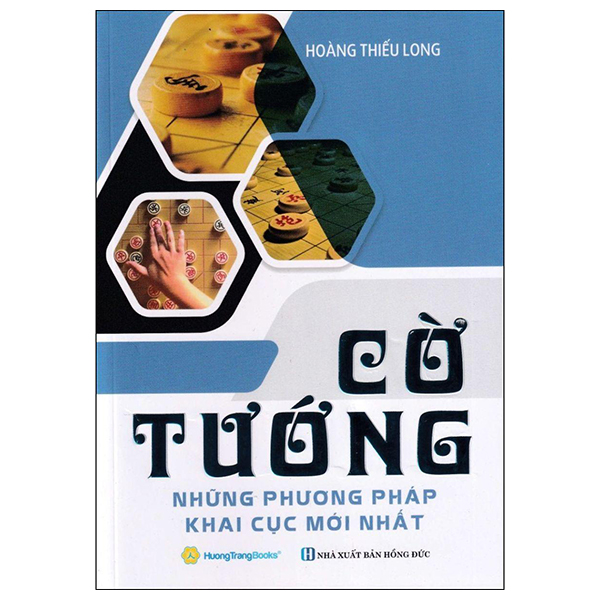 HOÀNG THIẾU LONG
CỜ
TƯỚNG
NHỮNG PHƯƠNG PHÁP
KHAI CỤC MỚI NHẤT
HuongTrangBooks®
NHÀ XUẤT BẢN HỒNG ĐỨC